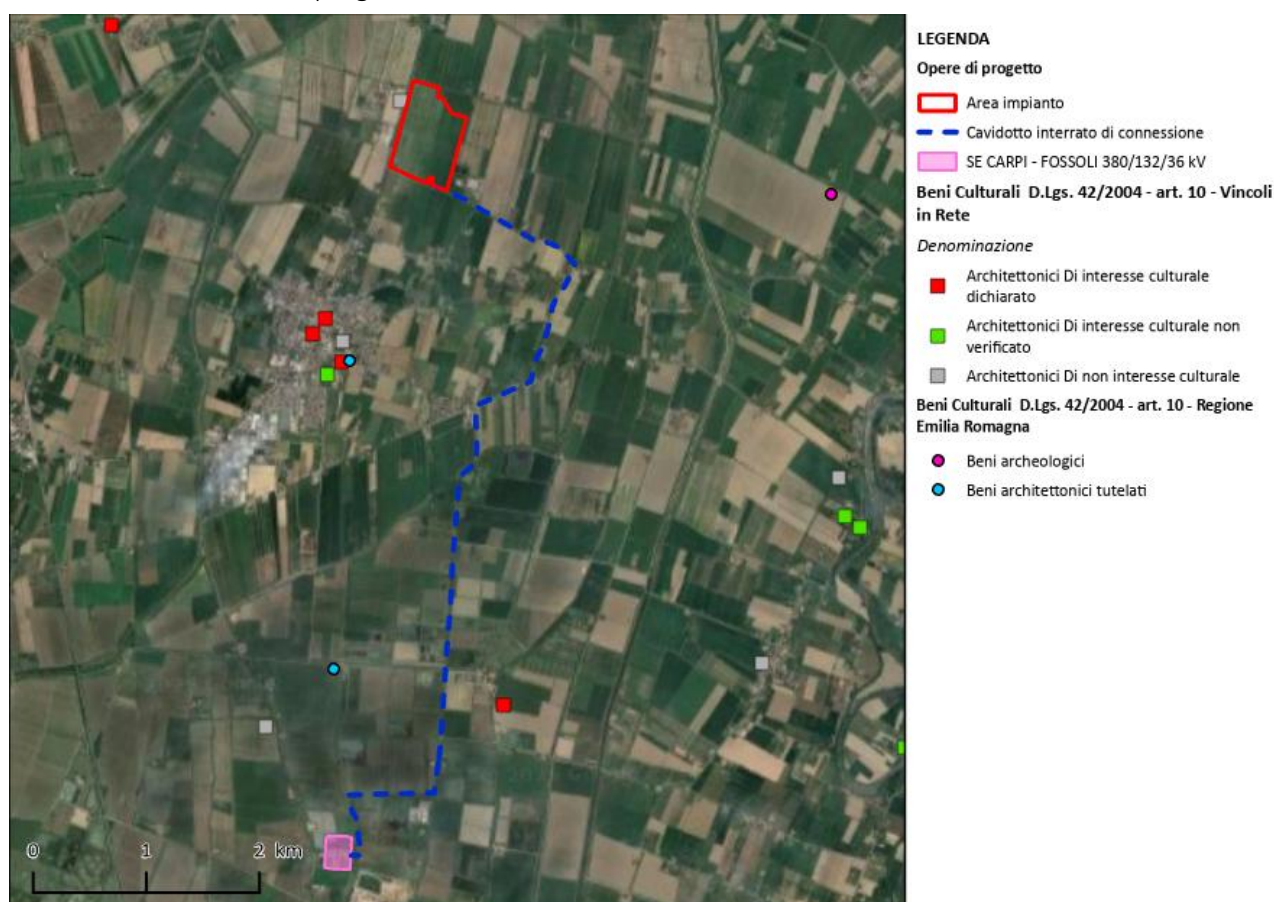 LEGENDA
Opere di progetto
Area impianto
Cavidotto interrato di connessione
SE CARPI - FOSSOLI 380/132/36 kV
Beni Culturali D.Lgs. 42/2004 - art. 10 - Vincoli
in Rete
Denominazione
Architettonici Di interesse culturale
dichiarato
Architettonici Di interesse culturale non
verificato
Architettonici Di non interesse culturale
Beni Culturali D.Lgs. 42/2004 - art. 10 - Regione
Emilia Romagna
Beni archeologici
Beni architettonici tutelati
0 1 2 km